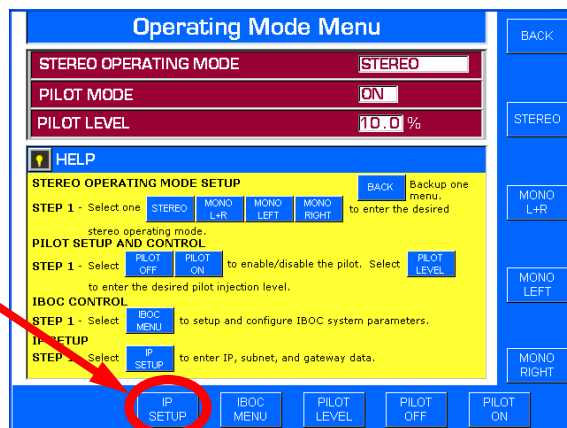 Operating Mode Menu
BACK
STEREO OPERATING MODE STEREO
PILOT MODE ON
PILOT LEVEL 10.0 %
STEREO
HELP
STEREO OPERATING MODE SETUP BACK Backup one menu.
STEP 1 - Select one STEREO MONO L+R MONO LEFT MONO RIGHT to enter the desired
stereo operating mode.
MONO L+R
PILOT SETUP AND CONTROL
STEP 1 - Select PILOT OFF PILOT ON to enable/disable the pilot. Select PILOT LEVEL
to enter the desired pilot injection level.
MONO LEFT
IBOC CONTROL
STEP 1 - Select IBOC MENU to setup and configure IBOC system parameters.
IP SETUP
STEP 1 - Select IP SETUP to enter IP, subnet, and gateway data.
MONO RIGHT
IP SETUP IBOC MENU PILOT LEVEL PILOT OFF PILOT ON